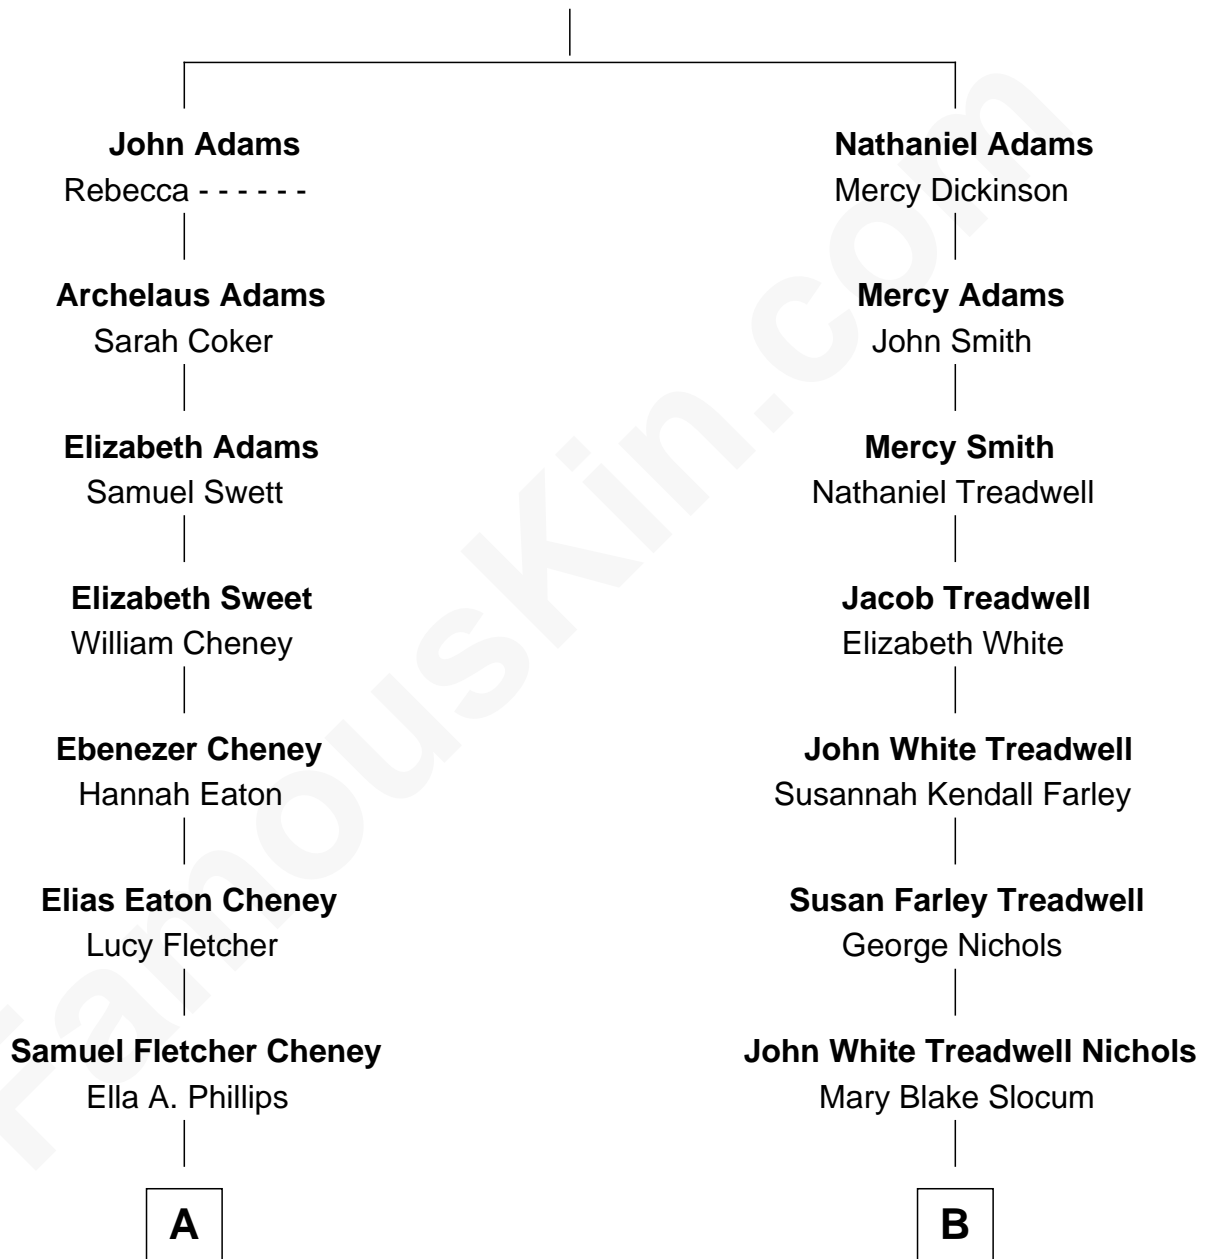 John Adams
Rebecca - - - - - -
Nathaniel Adams
Mercy Dickinson
Archelaus Adams
Sarah Coker
Mercy Adams
John Smith
Elizabeth Adams
Samuel Swett
Mercy Smith
Nathaniel Treadwell
Elizabeth Sweet
William Cheney
Jacob Treadwell
Elizabeth White
Ebenezer Cheney
Hannah Eaton
John White Treadwell
Susannah Kendall Farley
Elias Eaton Cheney
Lucy Fletcher
Susan Farley Treadwell
George Nichols
Samuel Fletcher Cheney
Ella A. Phillips
John White Treadwell Nichols
Mary Blake Slocum
A
B
FamousKin.com